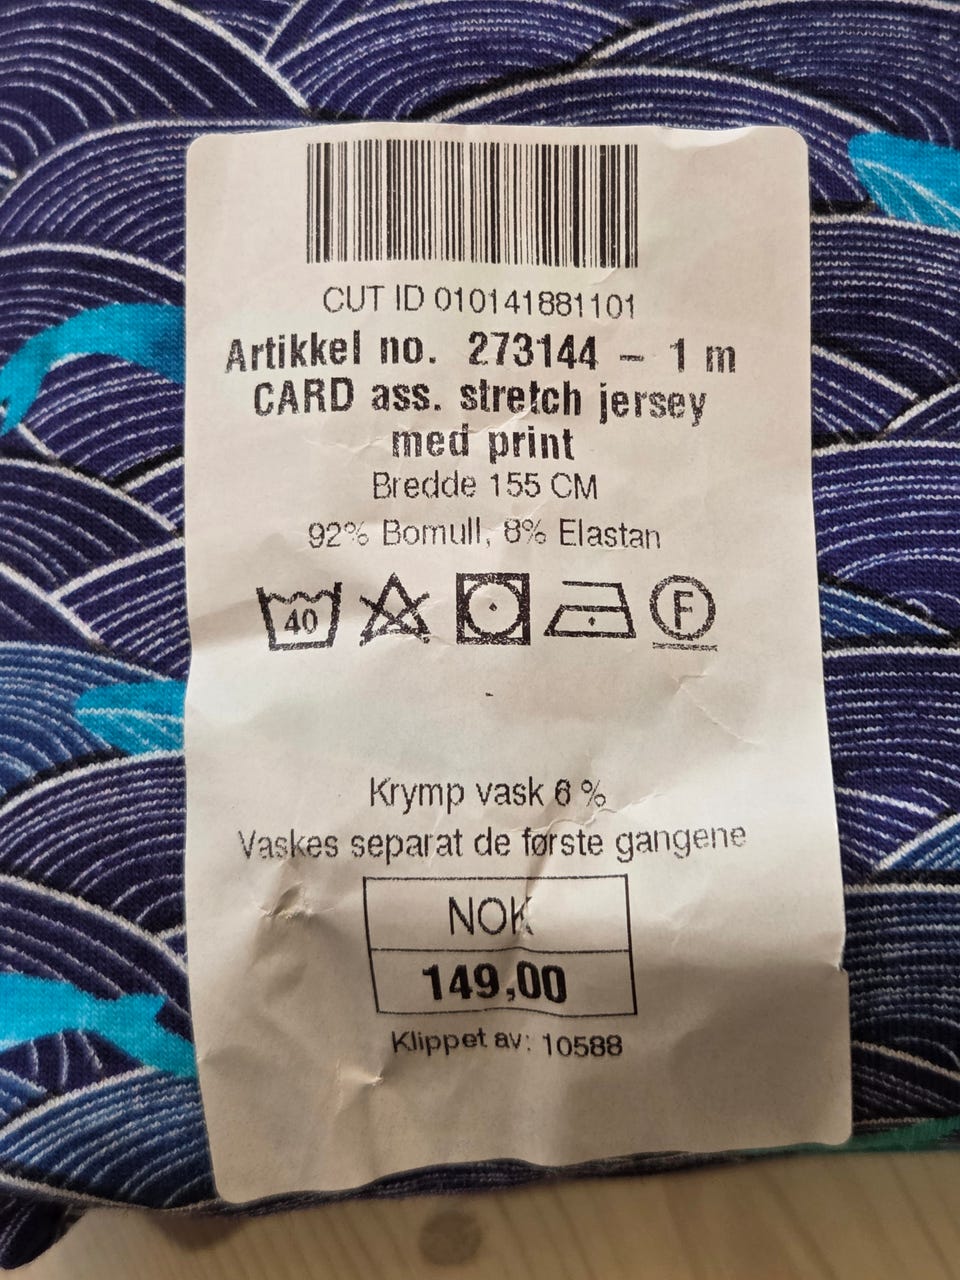 CUT ID 010141881101
Artikkel no. 273144 – 1 m
CARD ass. stretch jersey
med print
Bredde 155 CM
92% Bomull, 8% Elastan
40 F
Krymp vask 6 %
Vaskes separat de første gangene
NOK
149,00
Klippet av: 10588